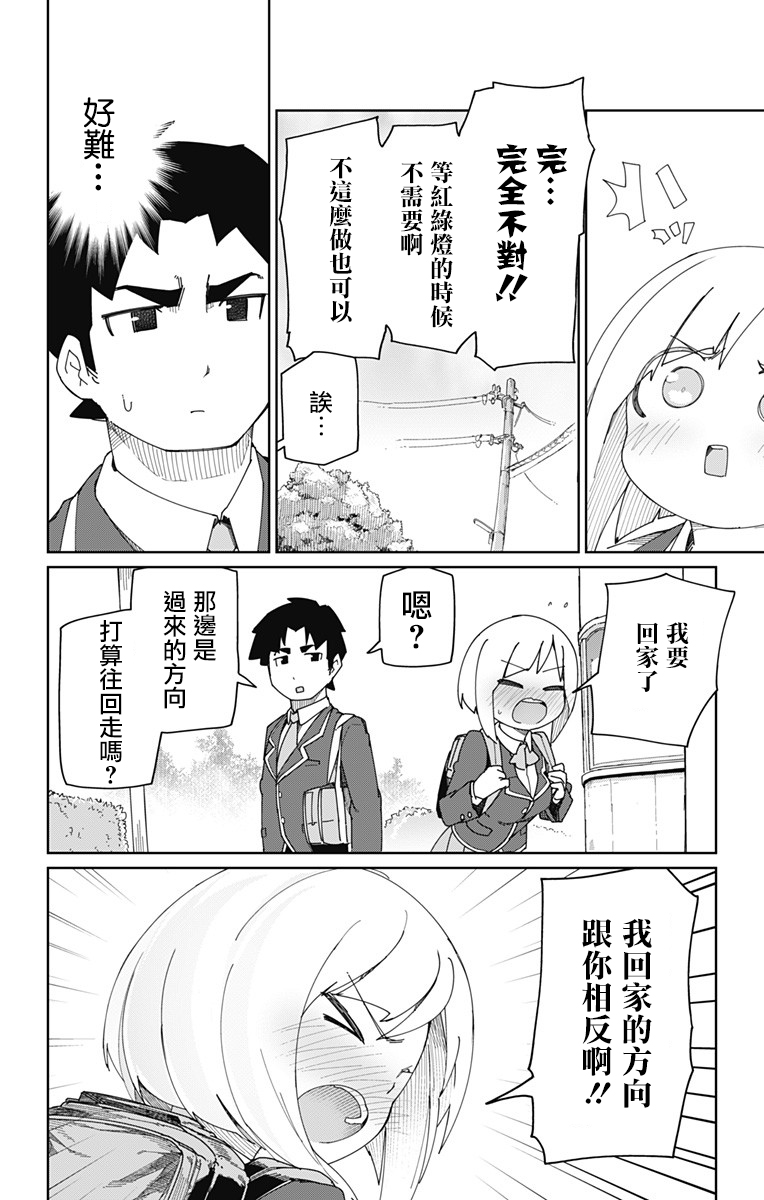 完…
完全不對!!
等紅綠燈的時候
不需要啊
不這麼做也可以
誒…
好難…
我要
回家了
嗯？
那邊是
過來的方向
打算往回走嗎？
我回家的方向
跟你相反啊!!